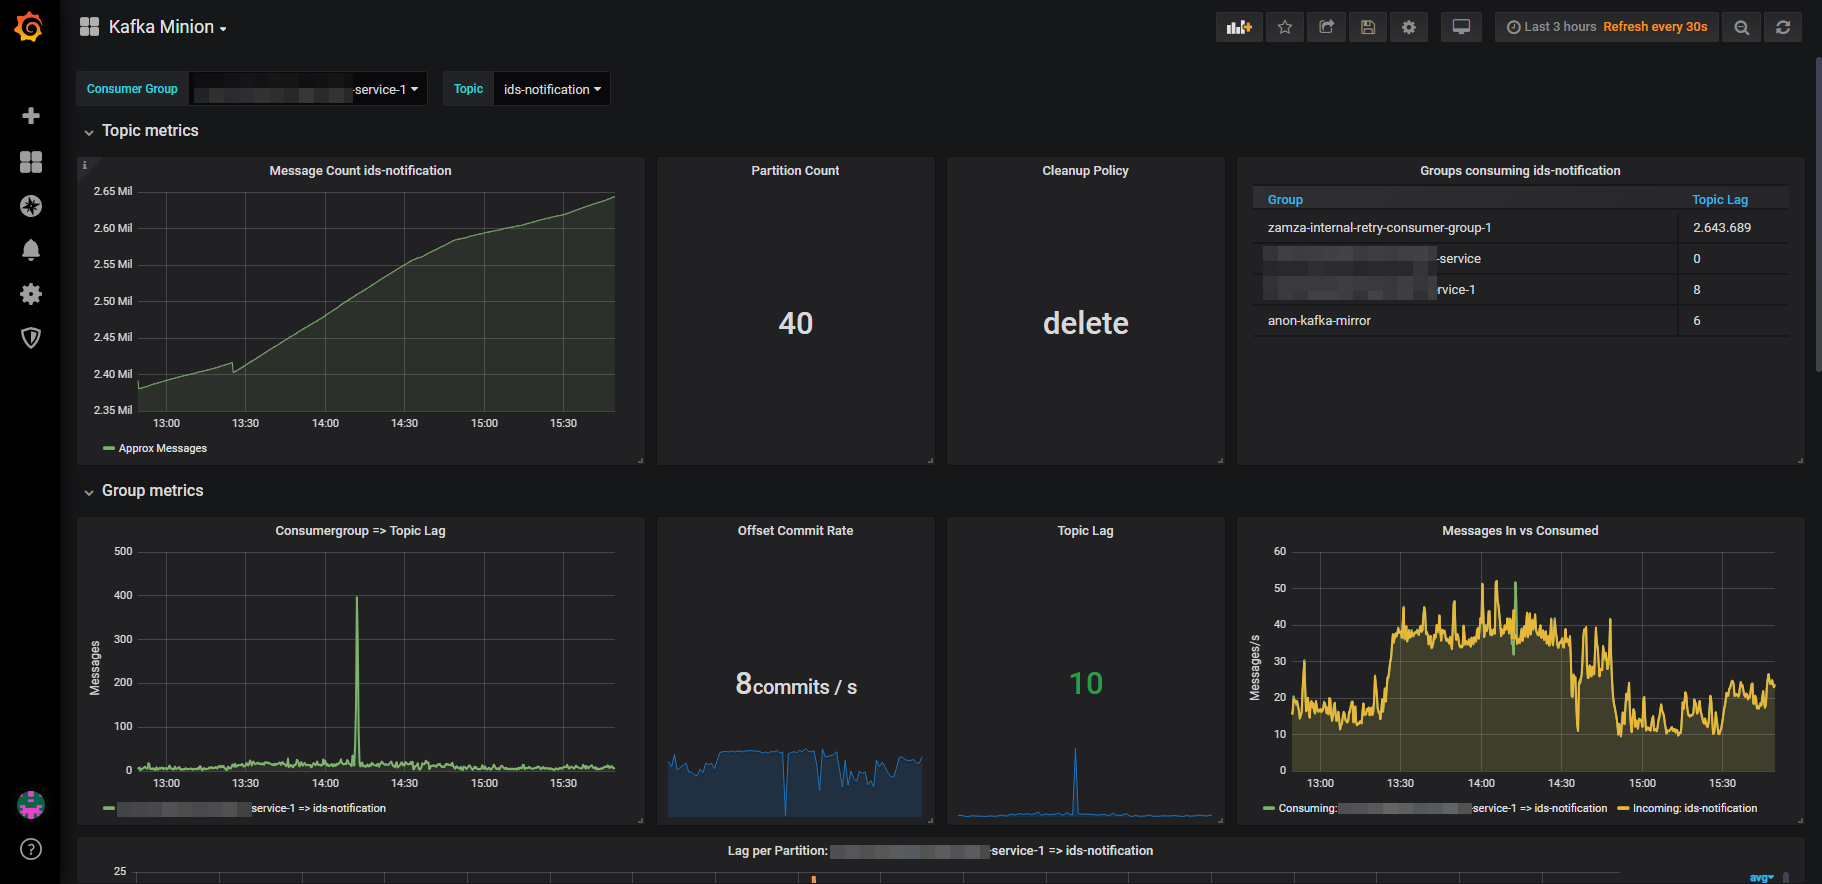 Kafka Minion
Last 3 hours Refresh every 30s
Consumer Group -service-1
Topic ids-notification
Topic metrics
i
Message Count ids-notification
2.65 Mil
2.60 Mil
2.55 Mil
2.50 Mil
2.45 Mil
2.40 Mil
2.35 Mil
13:00 13:30 14:00 14:30 15:00 15:30
Approx Messages
Partition Count
40
Cleanup Policy
delete
Groups consuming ids-notification
Group Topic Lag
zamza-internal-retry-consumer-group-1 2.643.689
-service 0
rvice-1 8
anon-kafka-mirror 6
Group metrics
Consumergroup => Topic Lag
Messages
500
400
300
200
100
0
13:00 13:30 14:00 14:30 15:00 15:30
service-1 => ids-notification
Offset Commit Rate
8commits / s
Topic Lag
10
Messages In vs Consumed
Messages/s
60
50
40
30
20
10
0
13:00 13:30 14:00 14:30 15:00 15:30
Consuming: -service-1 => ids-notification Incoming: ids-notification
?
Lag per Partition: -service-1 => ids-notification
25
avg